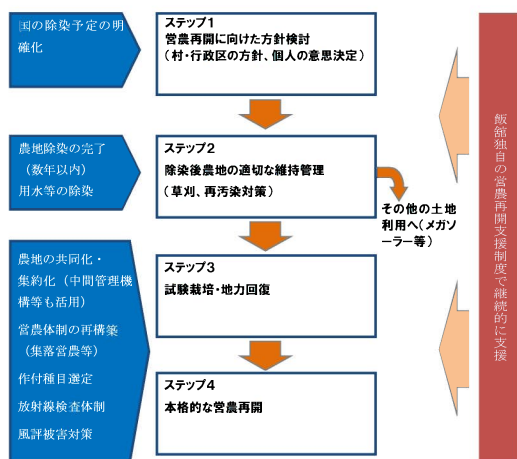 国の除染予定の明
確化
ステップ1
営農再開に向けた方針検討
(村・行政区の方針、個人の意思決定)
農地除染の完了
（数年以内）
用水等の除染
ステップ2
除染後農地の適切な維持管理
(草刈、再汚染対策)
その他の土地
利用へ(メガソ
ーラー等)
農地の共同化・
集約化（中間管理機
構等も活用）
営農体制の再構築
（集落営農等）
作付種目選定
放射線検査体制
風評被害対策
ステップ3
試験栽培・地力回復
ステップ4
本格的な営農再開
飯舘独自の営農再開支援制度で継続的に支援